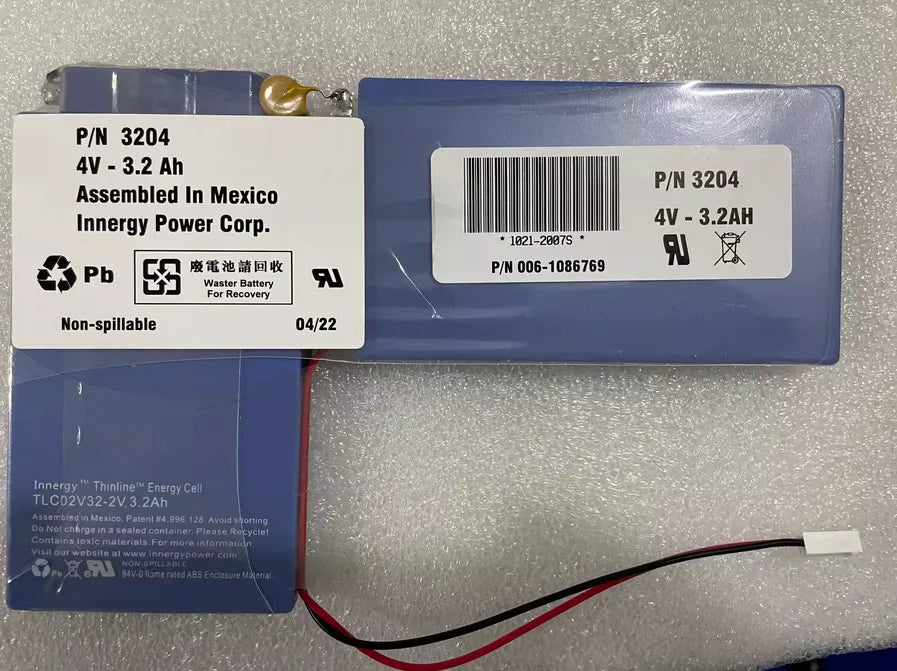 P/N 3204
4V - 3.2 Ah
Assembled In Mexico
Innergy Power Corp.
Pb
廢電池請回收
Waster Battery
For Recovery
Non-spillable
04/22
* 1021-2007S *
P/N 006-1086769
P/N 3204
4V - 3.2AH
Innergy™ Thinline™ Energy Cell
TLC02V32-2V,3.2Ah
Assembled in Mexico, Patent #4,996,128. Avoid shorting
Do Not charge in a sealed container. Please Recycle!
Contains toxic materials. For more information,
Visit our website at www.innergypower.com
Pb
NON-SPILLABLE
94V-0 flame rated ABS Enclosure Material.